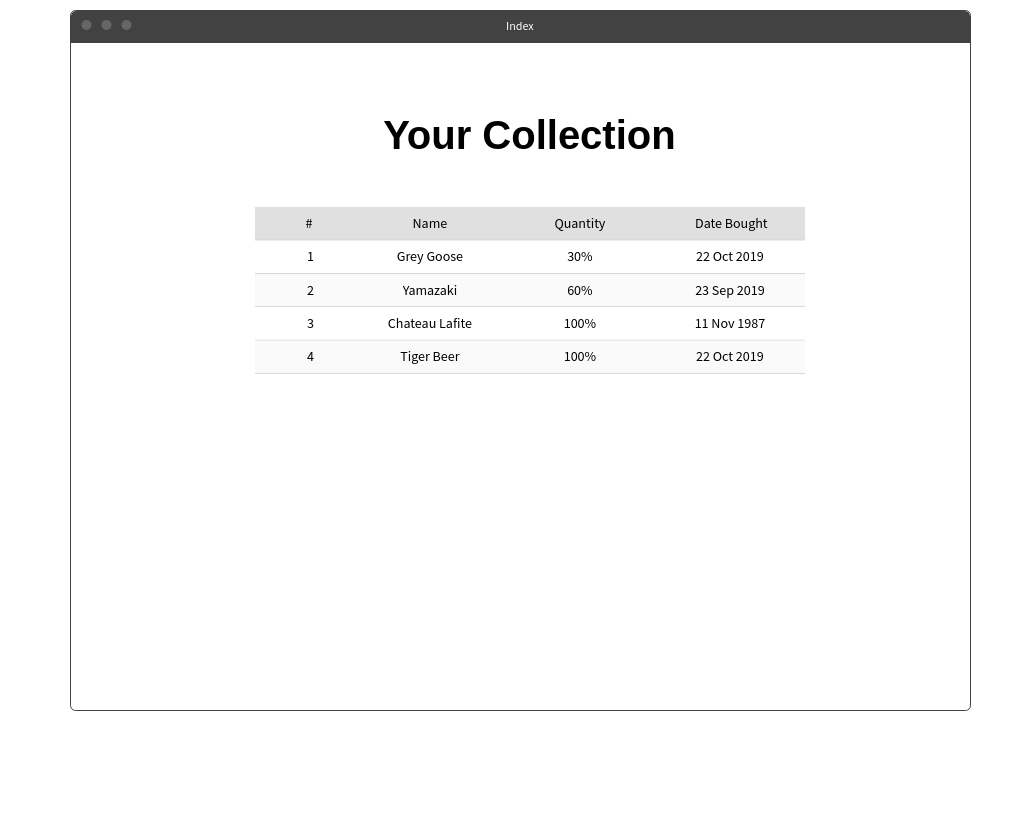 Index
Your Collection
# Name Quantity Date Bought
1 Grey Goose 30% 22 Oct 2019
2 Yamazaki 60% 23 Sep 2019
3 Chateau Lafite 100% 11 Nov 1987
4 Tiger Beer 100% 22 Oct 2019